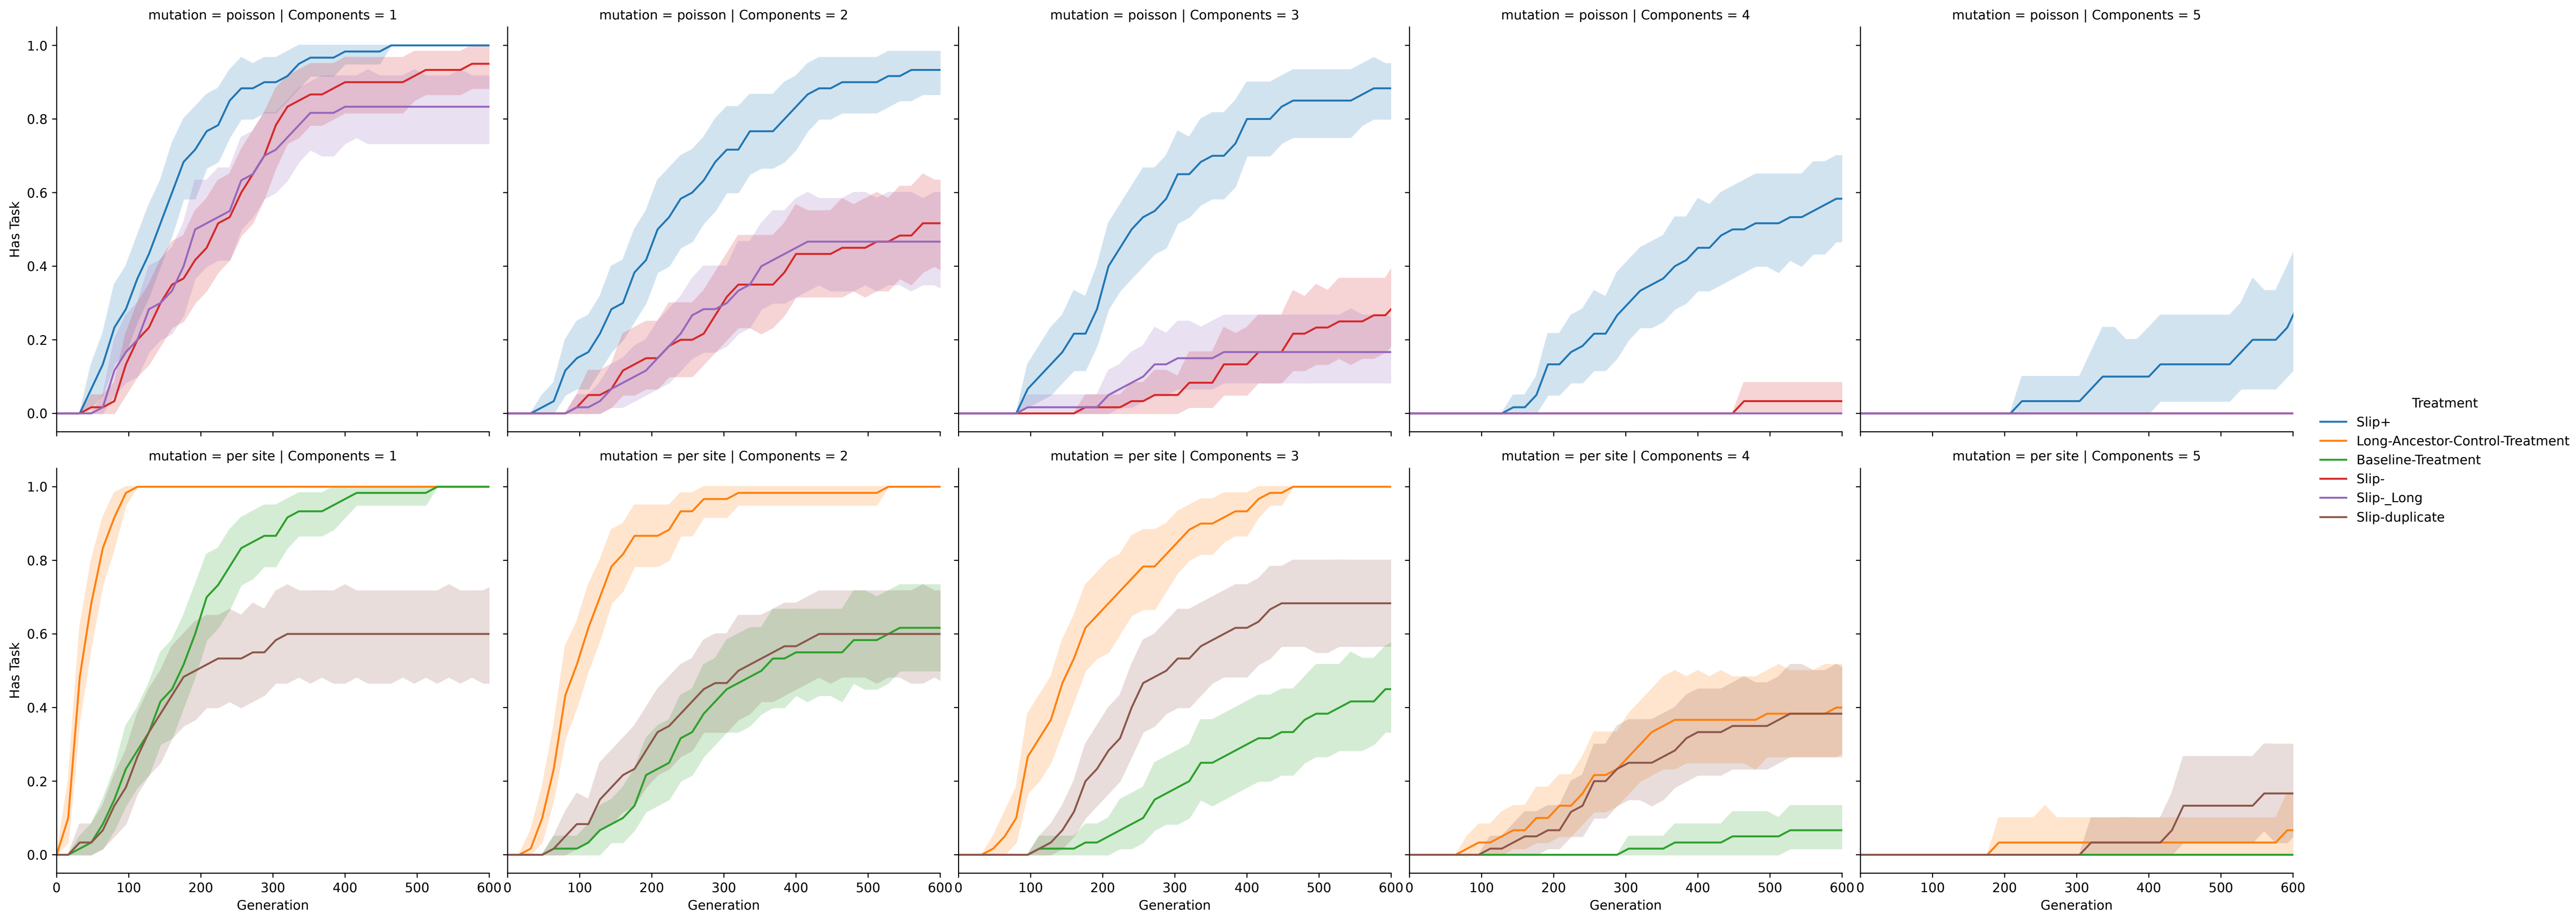 mutation = poisson | Components = 1
mutation = poisson | Components = 2
mutation = poisson | Components = 3
mutation = poisson | Components = 4
mutation = poisson | Components = 5
1.0
0.8
0.6
0.4
0.2
0.0
Has Task
Treatment
Slip+
Long-Ancestor-Control-Treatment
Baseline-Treatment
Slip-
Slip-_Long
Slip-duplicate
mutation = per site | Components = 1
mutation = per site | Components = 2
mutation = per site | Components = 3
mutation = per site | Components = 4
mutation = per site | Components = 5
1.0
0.8
0.6
0.4
0.2
0.0
Has Task
0 100 200 300 400 500 600
0 100 200 300 400 500 600
0 100 200 300 400 500 600
0 100 200 300 400 500 600
0 100 200 300 400 500 600
Generation
Generation
Generation
Generation
Generation